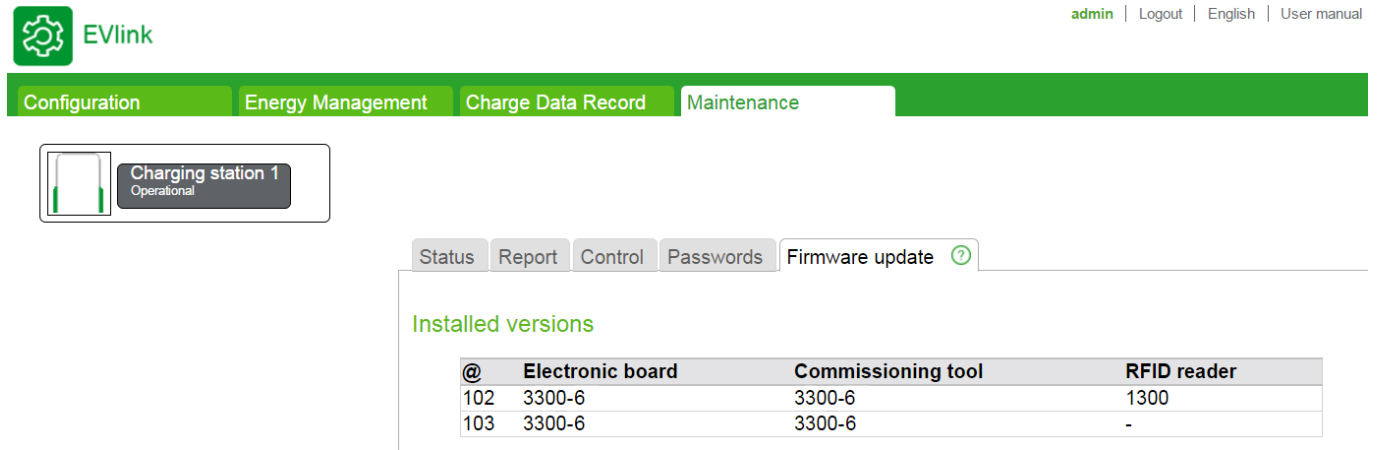 admin | Logout | English | User manual
EVlink
Configuration Energy Management Charge Data Record Maintenance
Charging station 1
Operational
Status Report Control Passwords Firmware update ?
Installed versions
@ Electronic board Commissioning tool RFID reader
102 3300-6 3300-6 1300
103 3300-6 3300-6 -